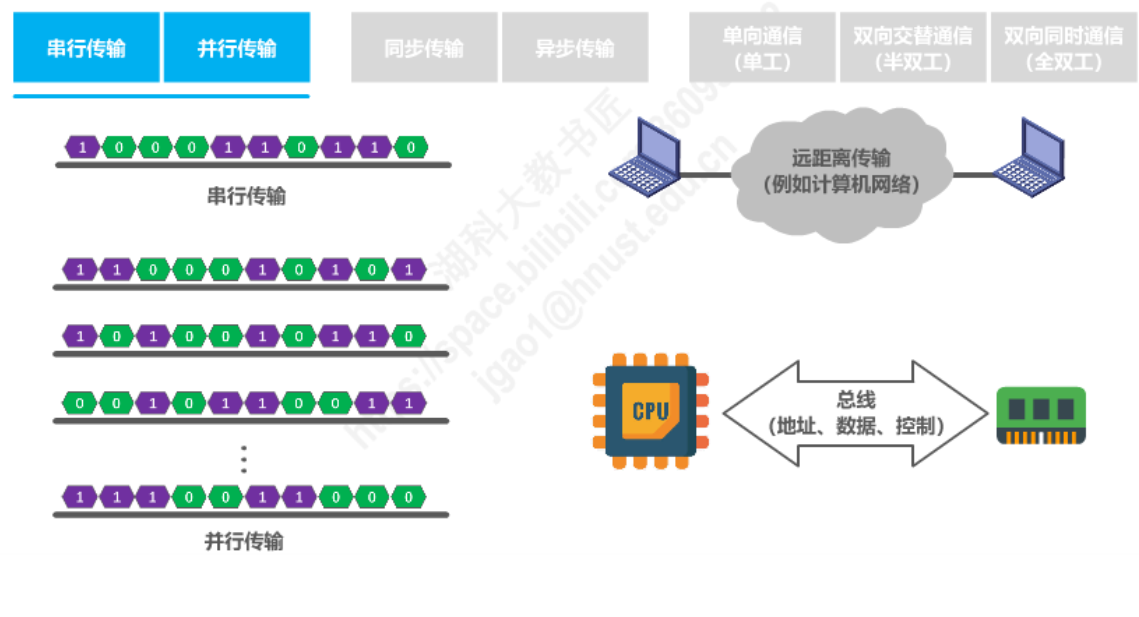 串行传输 并行传输 同步传输 异步传输 单向通信 双向交替通信 双向同时通信
(单工) (半双工) (全双工)
1 0 0 0 1 1 0 1 1 0
串行传输
远距离传输
(例如计算机网络)
1 1 0 0 0 1 0 1 0 1
1 0 1 0 0 1 0 1 1 0
0 0 1 0 1 1 0 0 1 1
⋮
1 1 1 0 0 1 1 0 0 0
并行传输
CPU
总线
(地址、数据、控制)
湖科大教书匠
jgao1@hnust.edu.cn